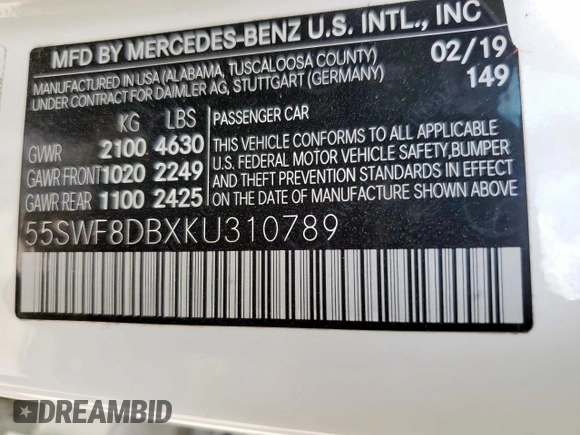 MFD BY MERCEDES-BENZ U.S. INTL., INC
02/19
MANUFACTURED IN USA (ALABAMA, TUSCALOOSA COUNTY)
UNDER CONTRACT FOR DAIMLER AG, STUTTGART (GERMANY)
149
KG LBS
GVWR 2100 4630
GAWR FRONT 1020 2249
GAWR REAR 1100 2425
PASSENGER CAR
THIS VEHICLE CONFORMS TO ALL APPLICABLE
U.S. FEDERAL MOTOR VEHICLE SAFETY, BUMPER
AND THEFT PREVENTION STANDARDS IN EFFECT
ON THE DATE OF MANUFACTURE SHOWN ABOVE
55SWF8DBXKU310789
DREAMBID